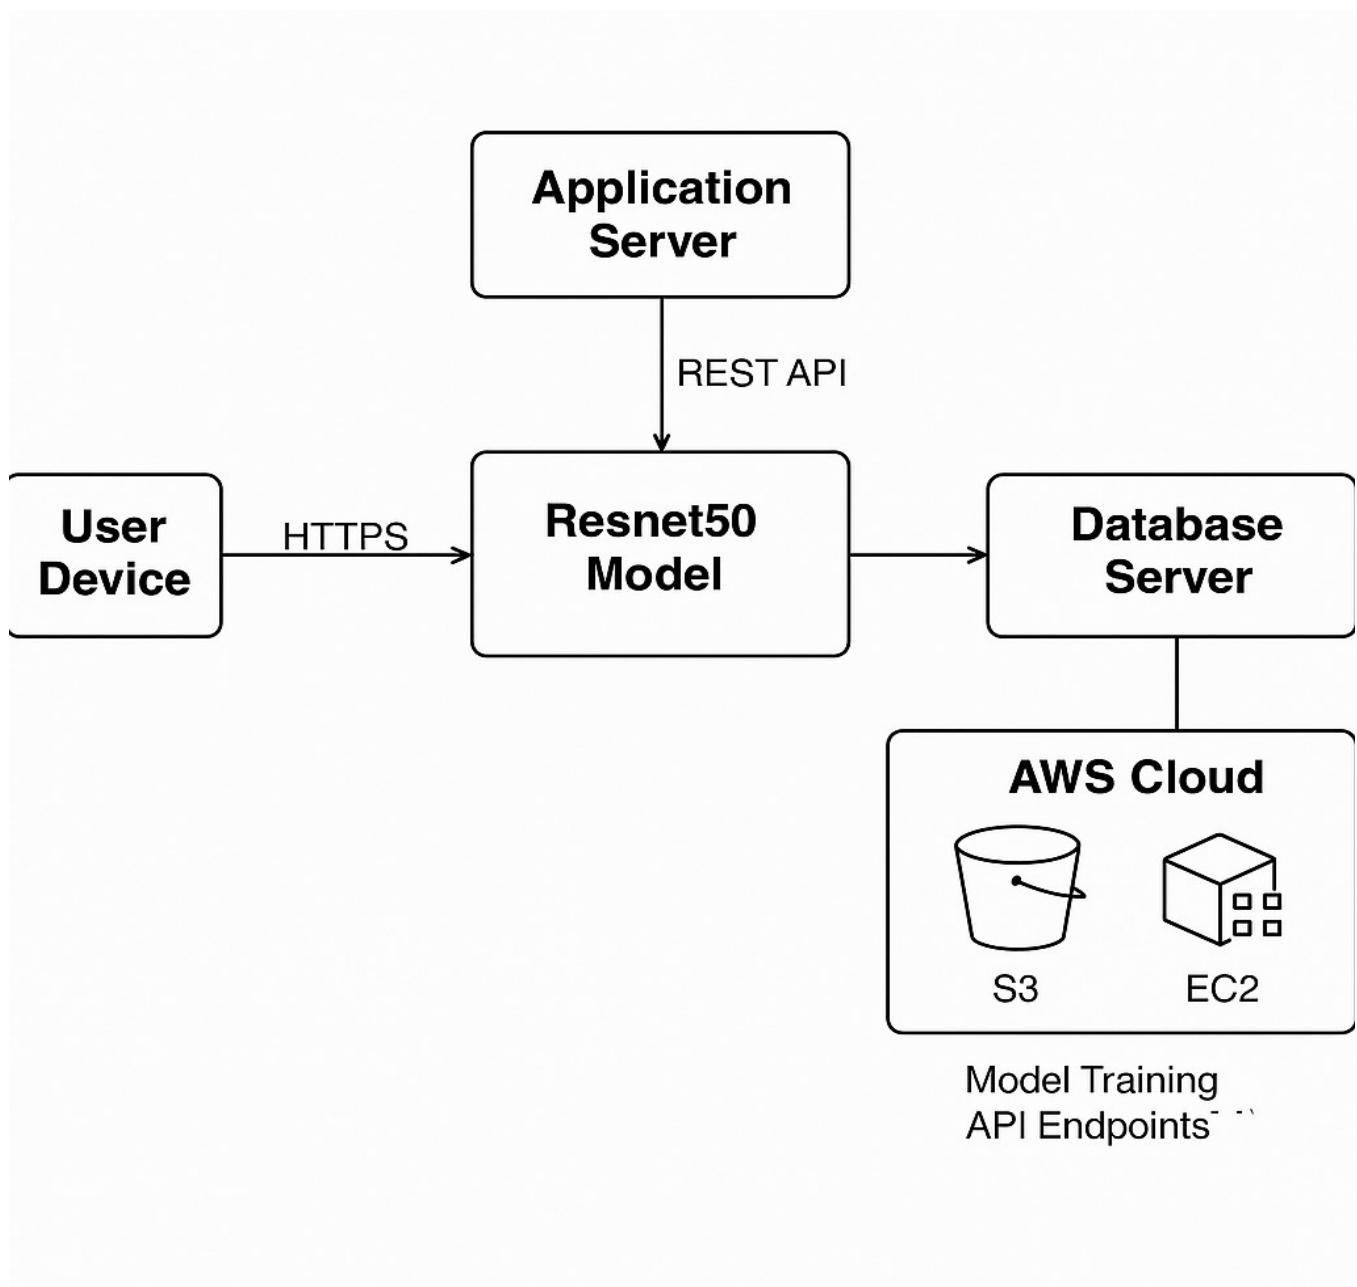 Application
Server
REST API
User
Device
HTTPS
Resnet50
Model
Database
Server
AWS Cloud
S3
EC2
Model Training
API Endpoints